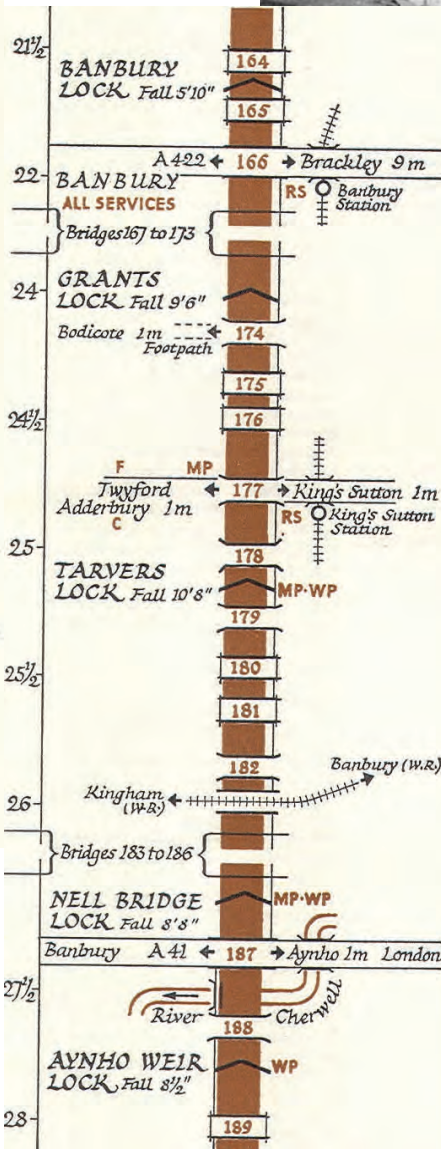 21½
164
BANBURY
LOCK Fall 5'10"
165
A422 166 Brackley 9m
22
BANBURY
ALL SERVICES
RS
Banbury
Station
Bridges 167 to 173
24
GRANTS
LOCK Fall 9'6"
Bodicote 1m
Footpath
174
175
24½
176
F MP
Twyford
Adderbury 1m
C
177 King's Sutton 1m
RS
King's Sutton
Station
25
178
TARVERS
LOCK Fall 10'8"
MP·WP
179
25½
180
181
182
Banbury (W.R.)
Kingham
(W.R.)
26
Bridges 183 to 186
NELL BRIDGE
LOCK Fall 8'8"
MP·WP
Banbury A41 187 Aynho 1m London
27½
River Cherwell
188
AYNHO WEIR
LOCK Fall 8½"
WP
28
189